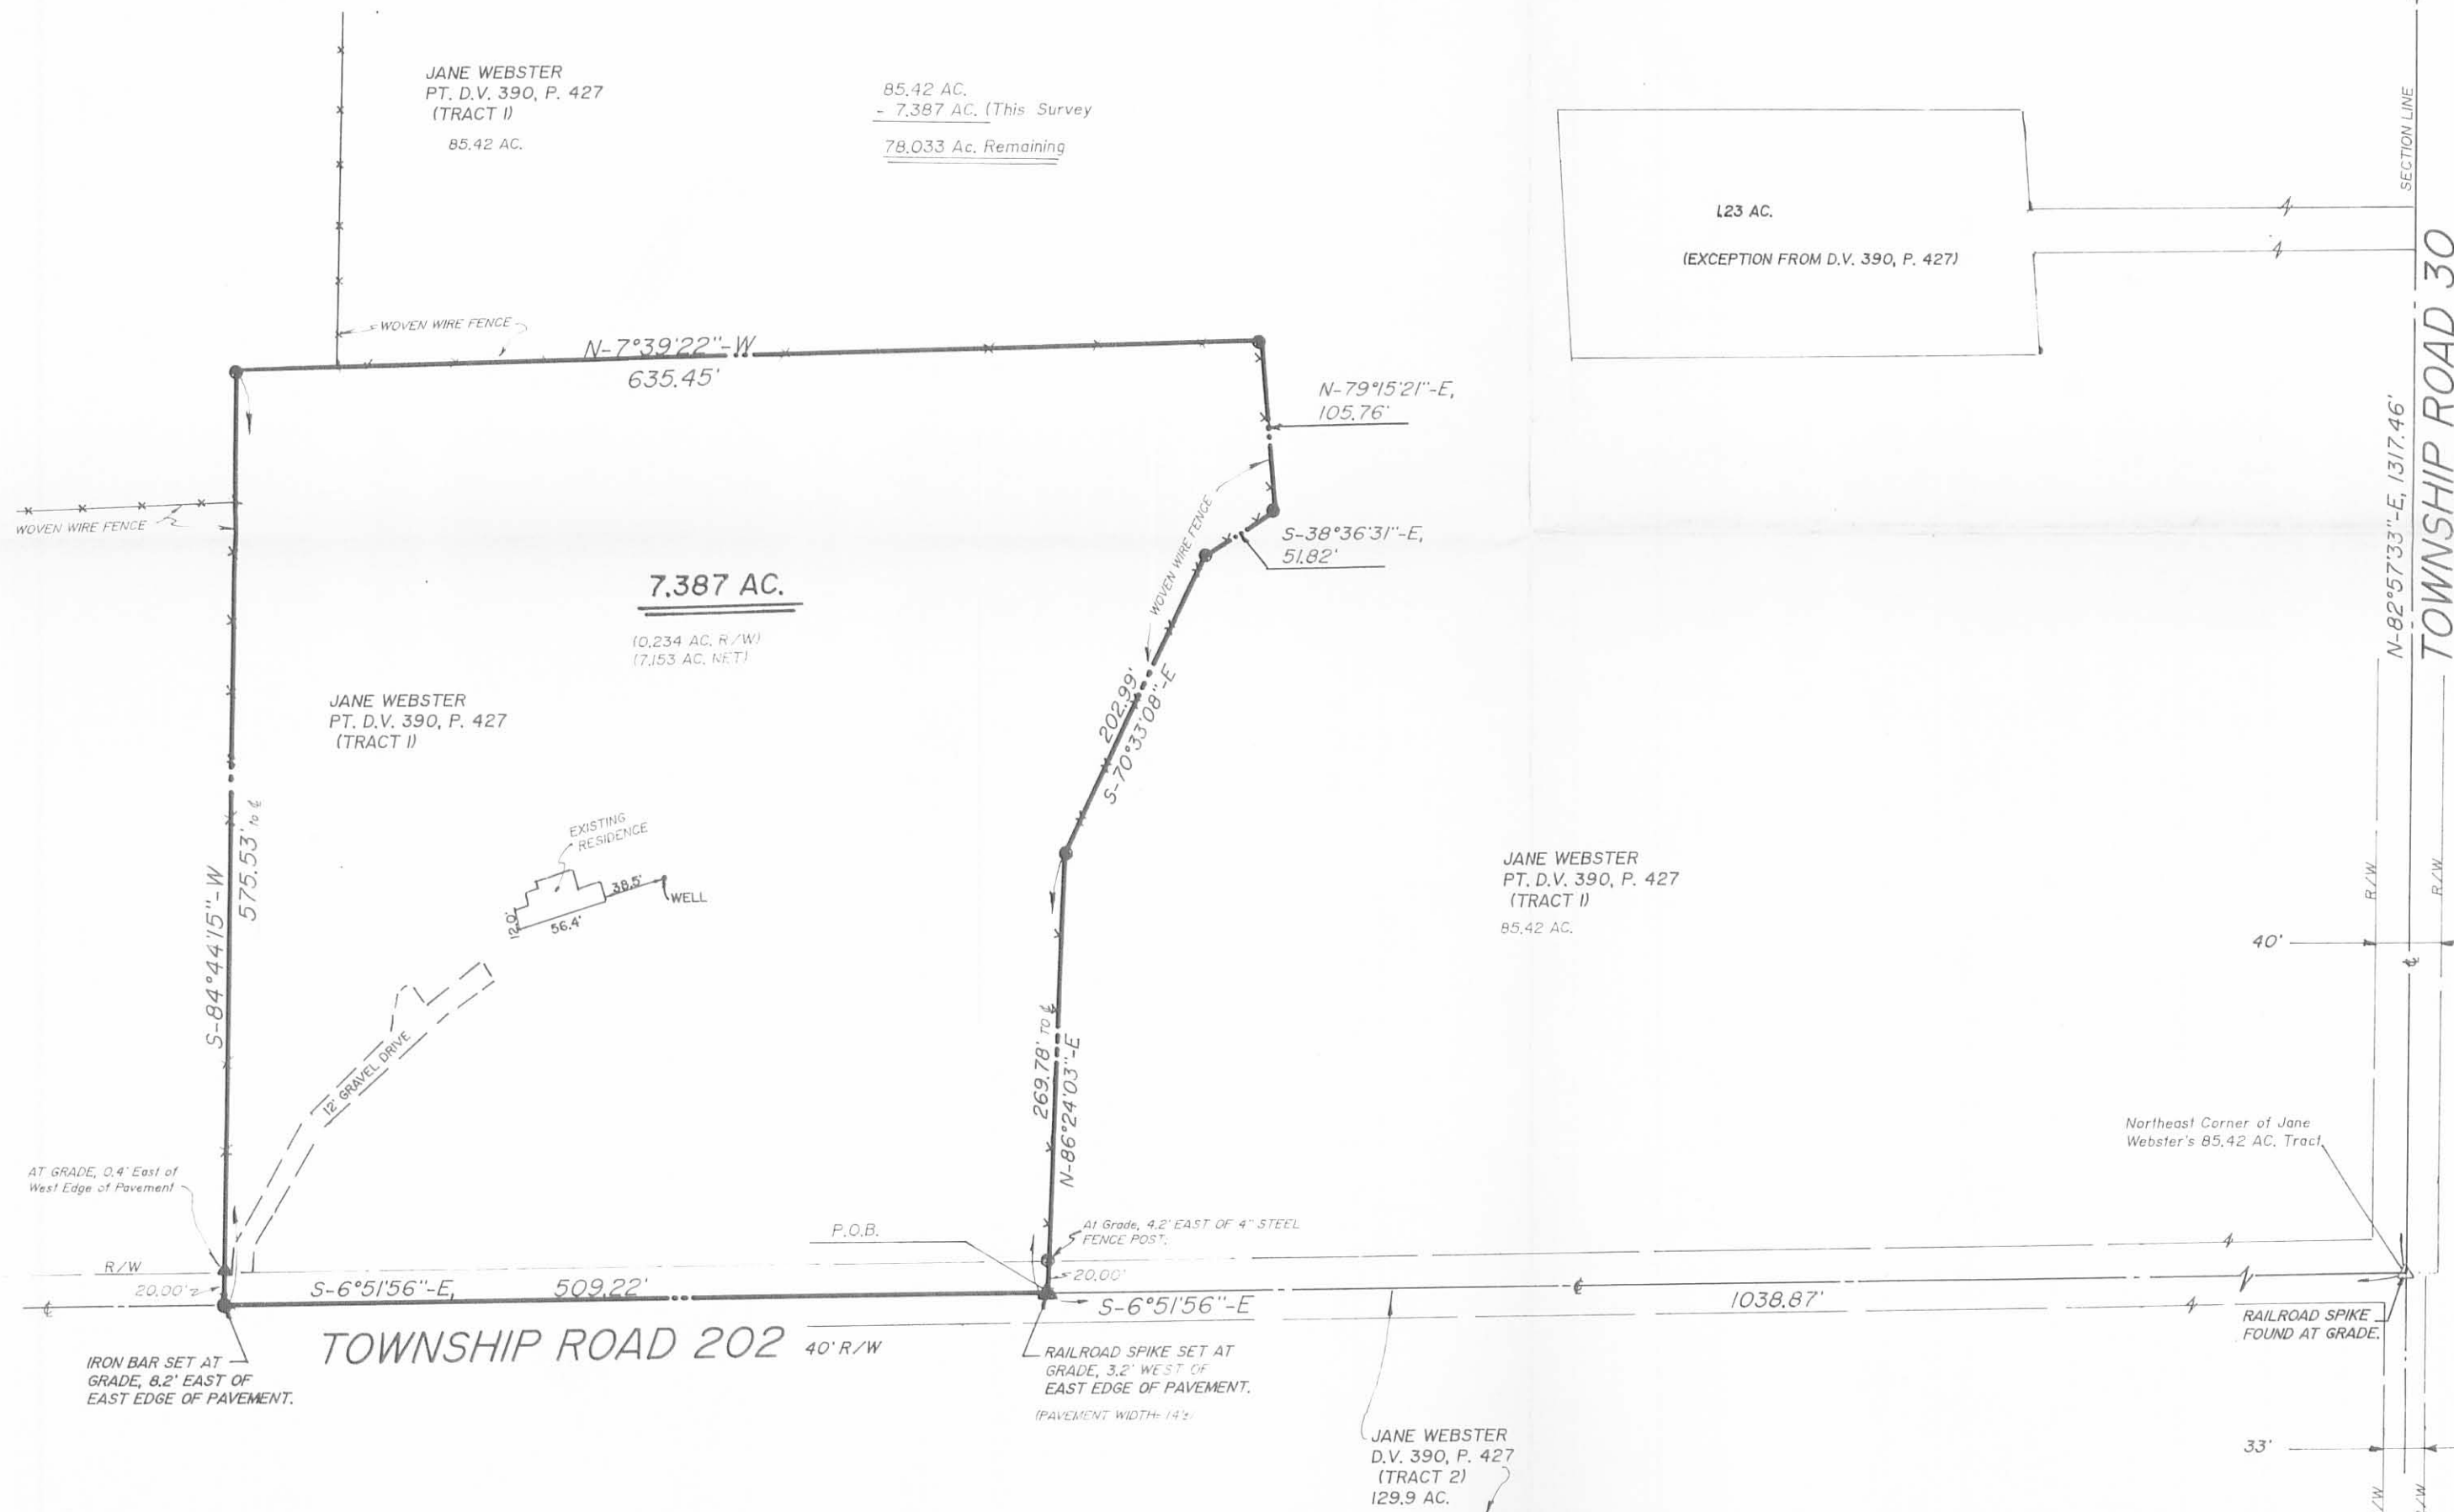 JANE WEBSTER
PT. D.V. 390, P. 427
(TRACT 1)
85.42 AC.
85.42 AC.
- 7.387 AC. (This Survey
78.033 Ac. Remaining
1.23 AC.
(EXCEPTION FROM D.V. 390, P. 427)
SECTION LINE
TOWNSHIP ROAD 30
N-82°57'33"-E, 1317.46'
WOVEN WIRE FENCE
N-7°39'22"-W
635.45'
N-79°15'21"-E,
105.76'
WOVEN WIRE FENCE
WOVEN WIRE FENCE
S-38°36'31"-E,
51.82'
7.387 AC.
(0.234 AC. R/W)
(7.153 AC. NET)
202.99'
S-70°33'08"-E
JANE WEBSTER
PT. D.V. 390, P. 427
(TRACT 1)
S-84°44'15"-W
575.53' to ℄
EXISTING
RESIDENCE
38.5'
WELL
12.0'
56.4'
12' GRAVEL DRIVE
JANE WEBSTER
PT. D.V. 390, P. 427
(TRACT 1)
85.42 AC.
R/W
R/W
40'
℄
269.78' TO ℄
N-86°24'03"-E
Northeast Corner of Jane
Webster's 85.42 AC. Tract
AT GRADE, 0.4' East of
West Edge of Pavement
P.O.B.
At Grade, 4.2' EAST OF 4" STEEL
FENCE POST.
R/W
20.00'
20.00'
℄
S-6°51'56"-E, 509.22'
S-6°51'56"-E
℄
1038.87'
RAILROAD SPIKE
FOUND AT GRADE.
TOWNSHIP ROAD 202
40' R/W
IRON BAR SET AT
GRADE, 8.2' EAST OF
EAST EDGE OF PAVEMENT.
RAILROAD SPIKE SET AT
GRADE, 3.2' WEST OF
EAST EDGE OF PAVEMENT.
(PAVEMENT WIDTH= 14'±)
JANE WEBSTER
D.V. 390, P. 427
(TRACT 2)
129.9 AC.
33'
R/W
R/W